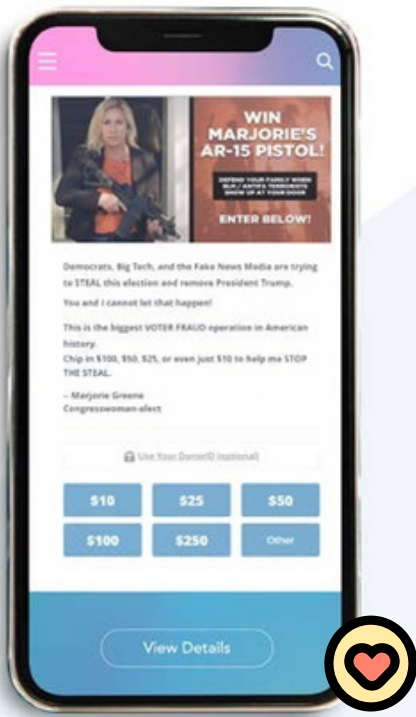 WIN
MARJORIE'S
AR-15 PISTOL!
DEFEND YOUR FAMILY WHEN
BLM / ANTIFA TERRORISTS
SHOW UP AT YOUR DOOR
ENTER BELOW!
Democrats, Big Tech, and the Fake News Media are trying
to STEAL this election and remove President Trump.
You and I cannot let that happen!
This is the biggest VOTER FRAUD operation in American
history.
Chip in $100, $50, $25, or even just $10 to help me STOP
THE STEAL.
-- Marjorie Greene
Congresswoman-elect
Use Your DonorID (optional)
$10
$25
$50
$100
$250
Other
View Details